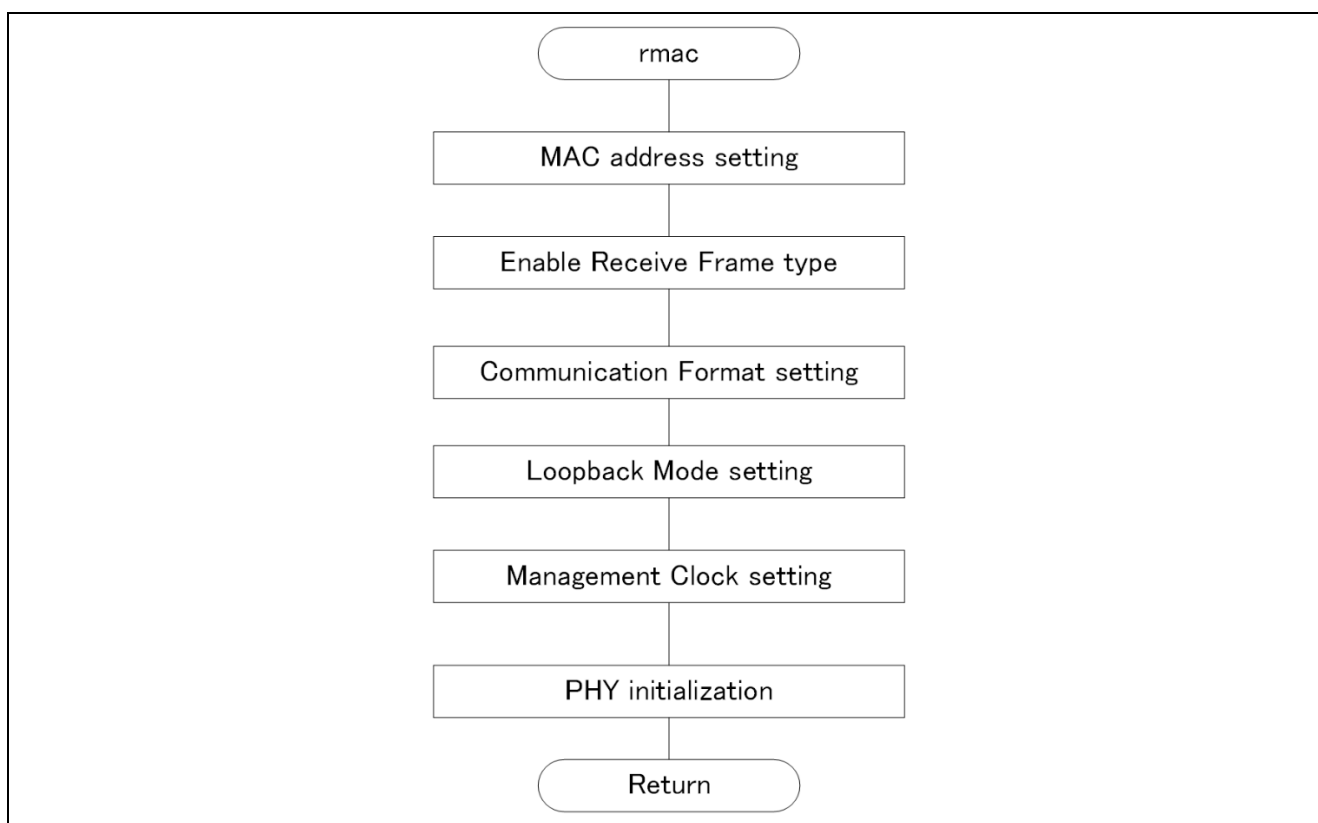 rmac
MAC address setting
Enable Receive Frame type
Communication Format setting
Loopback Mode setting
Management Clock setting
PHY initialization
Return